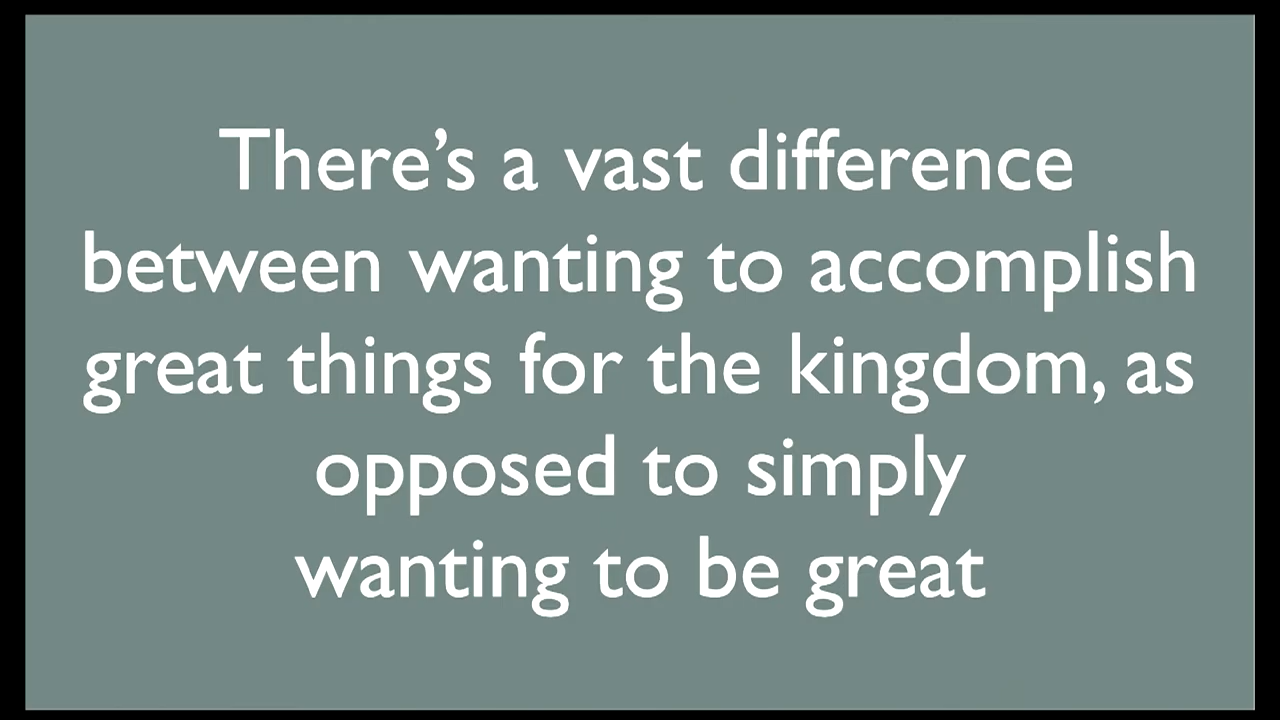 There’s a vast difference
between wanting to accomplish
great things for the kingdom, as
opposed to simply
wanting to be great